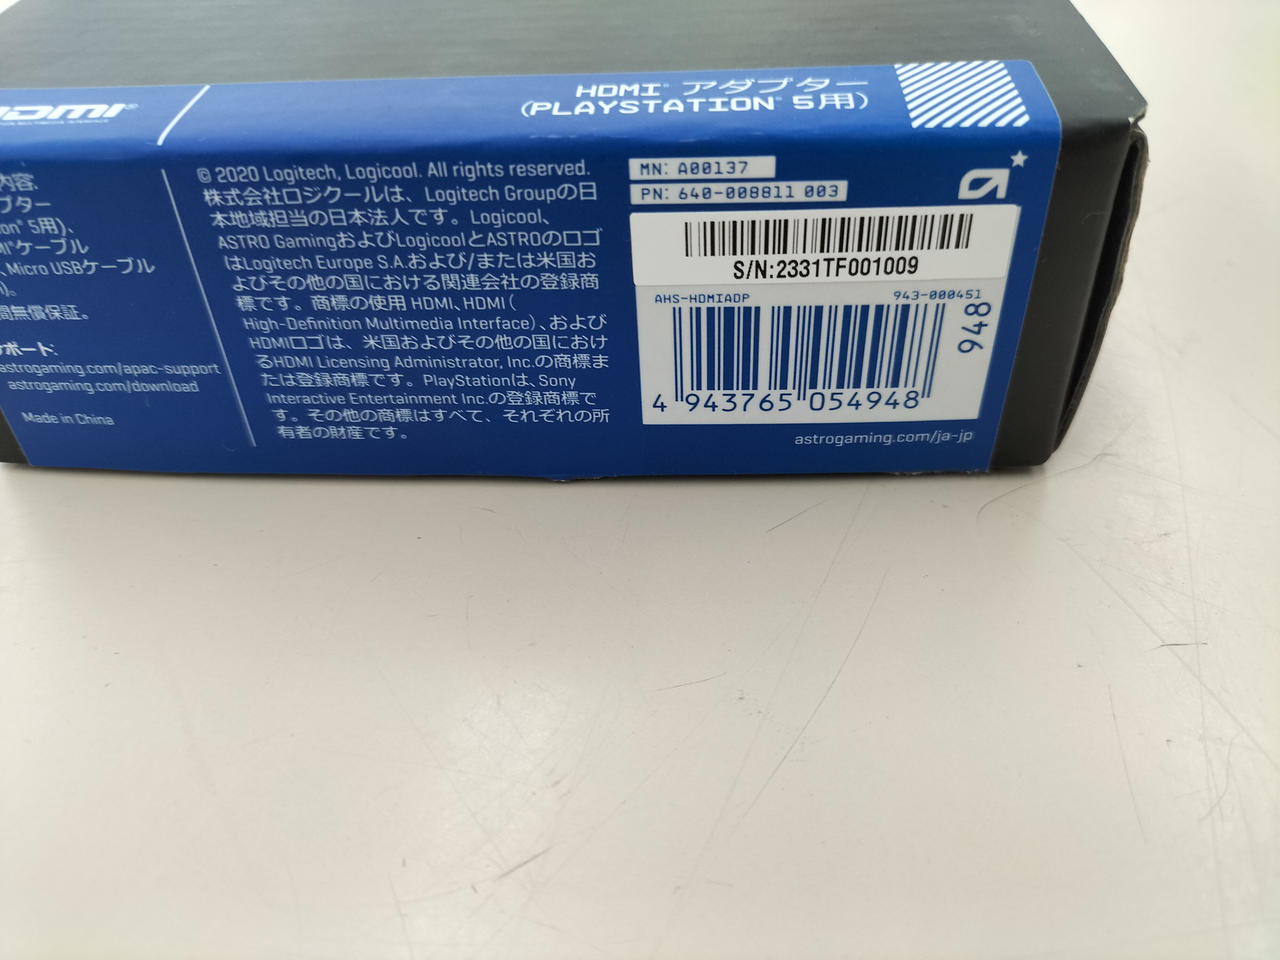 HDMI® アダプター
(PLAYSTATION® 5用)
内容:
プター
5用)、
ケーブル
、Micro USBケーブル
)。
間無償保証。
サポート:
astrogaming.com/apac-support
astrogaming.com/download
Made in China
© 2020 Logitech, Logicool. All rights reserved.
株式会社ロジクールは、Logitech Groupの日
本地域担当の日本法人です。Logicool、
ASTRO GamingおよびLogicoolとASTROのロゴ
はLogitech Europe S.A.および/または米国お
よびその他の国における関連会社の登録商
標です。商標の使用 HDMI、HDMI（
High-Definition Multimedia Interface）、および
HDMIロゴは、米国およびその他の国におけ
るHDMI Licensing Administrator, Inc.の商標ま
たは登録商標です。PlayStationは、Sony
Interactive Entertainment Inc.の登録商標で
す。その他の商標はすべて、それぞれの所
有者の財産です。
MN: A00137
PN: 640-008811 003
S/N:2331TF001009
AHS-HDMIADP 943-000451
948
4 943765 054948
astrogaming.com/ja-jp